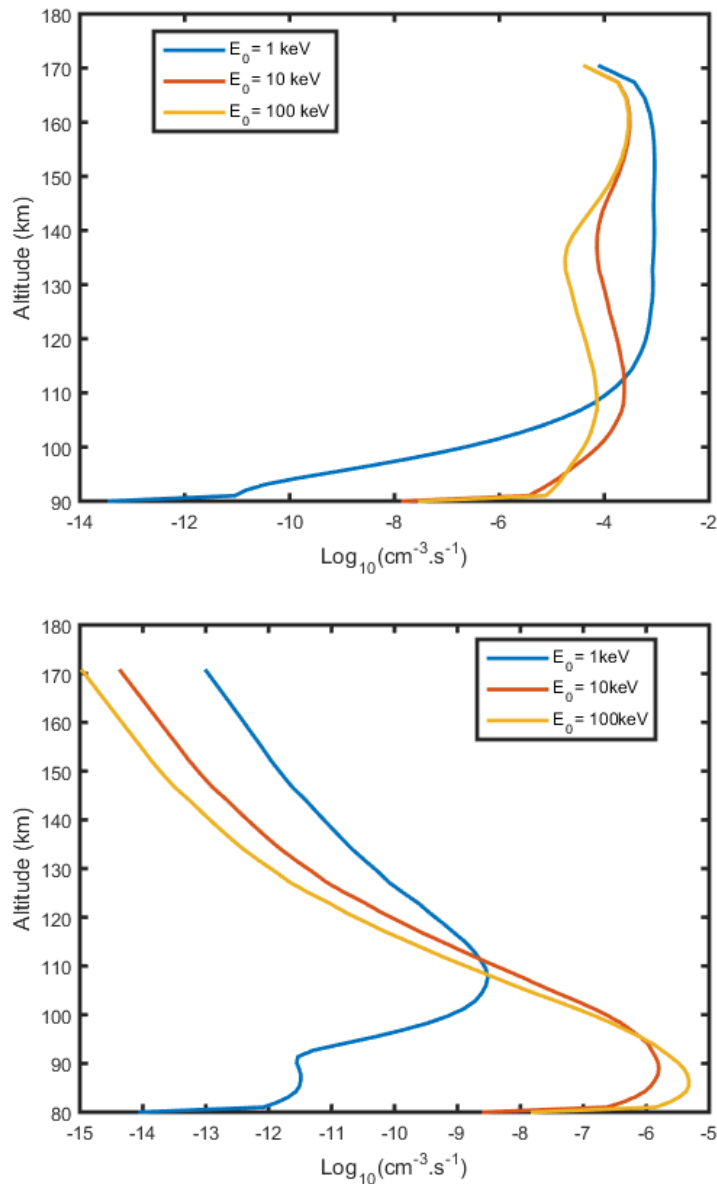 180
170
160
150
140
130
120
110
100
90
Altitude (km)
E0 = 1 keV
E0 = 10 keV
E0 = 100 keV
-14 -12 -10 -8 -6 -4 -2
Log10(cm-3.s-1)
180
170
160
150
140
130
120
110
100
90
80
Altitude (km)
E0 = 1keV
E0 = 10keV
E0 = 100keV
-15 -14 -13 -12 -11 -10 -9 -8 -7 -6 -5
Log10(cm-3.s-1)